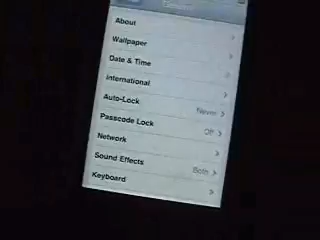 About
Wallpaper
Date & Time
International
Auto-Lock Never
Passcode Lock Off
Network
Sound Effects Both
Keyboard